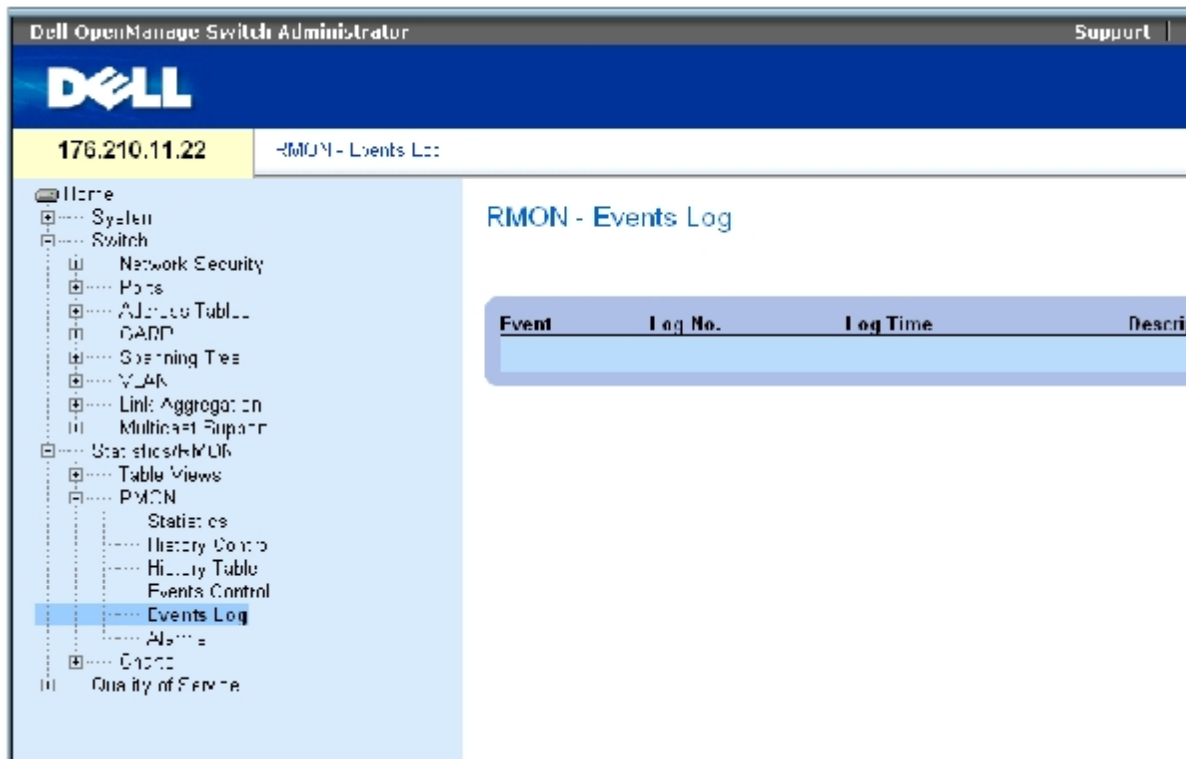 Dell OpenManage Switch Administrator
Support |
DELL
176.210.11.22
RMON - Events Log
Home
System
Switch
Network Security
Ports
Address Tables
GARP
Spanning Tree
VLAN
Link Aggregation
Multicast Support
Statistics/RMON
Table Views
RMON
Statistics
History Control
History Table
Events Control
Events Log
Alarms
Charts
Quality of Service
RMON - Events Log
Event Log No. Log Time Descri